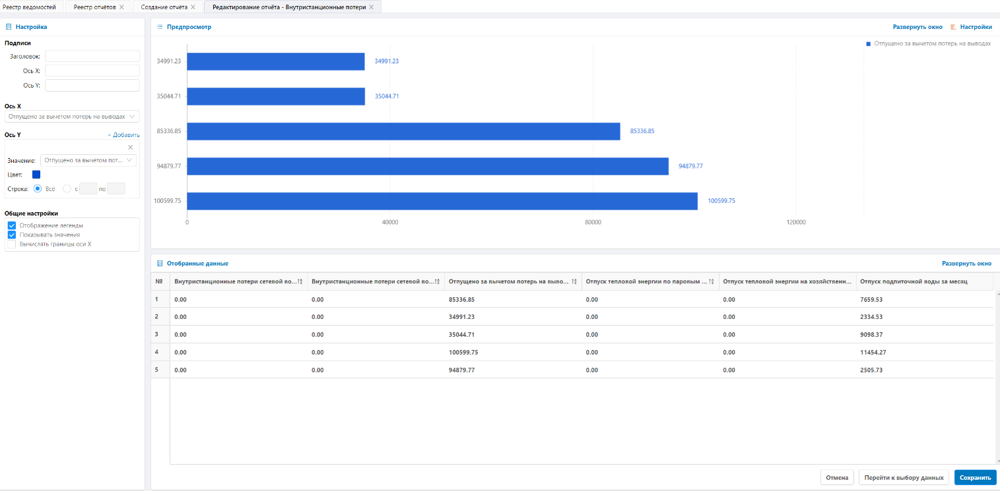 Реестр ведомостей Реестр отчётов Создание отчёта Редактирование отчёта - Внутристанционные потери
Настройка
Подписи
Заголовок:
Ось X:
Ось Y:
Ось X
Отпущено за вычетом потерь на выводах
Ось Y + Добавить
Значение: Отпущено за вычетом пот...
Цвет:
Строка: Всё с по
Общие настройки
Отображение легенды
Показывать значения
Вычислять границы оси X
Предпросмотр Развернуть окно Настройки
Отпущено за вычетом потерь на выводах
34991.23 34991.23
35044.71 35044.71
85336.85 85336.85
94879.77 94879.77
100599.75 100599.75
0 40000 80000 120000
Отобранные данные Развернуть окно
№ Внутристанционные потери сетевой во... Внутристанционные потери сетевой во... Отпущено за вычетом потерь на выво... Отпуск тепловой энергии по паровым ... Отпуск тепловой энергии на хозяйственн... Отпуск подпиточной воды за месяц
1 0.00 0.00 85336.85 0.00 0.00 7659.53
2 0.00 0.00 34991.23 0.00 0.00 2334.53
3 0.00 0.00 35044.71 0.00 0.00 9098.37
4 0.00 0.00 100599.75 0.00 0.00 11454.27
5 0.00 0.00 94879.77 0.00 0.00 2505.73
Отмена Перейти к выбору данных Сохранить